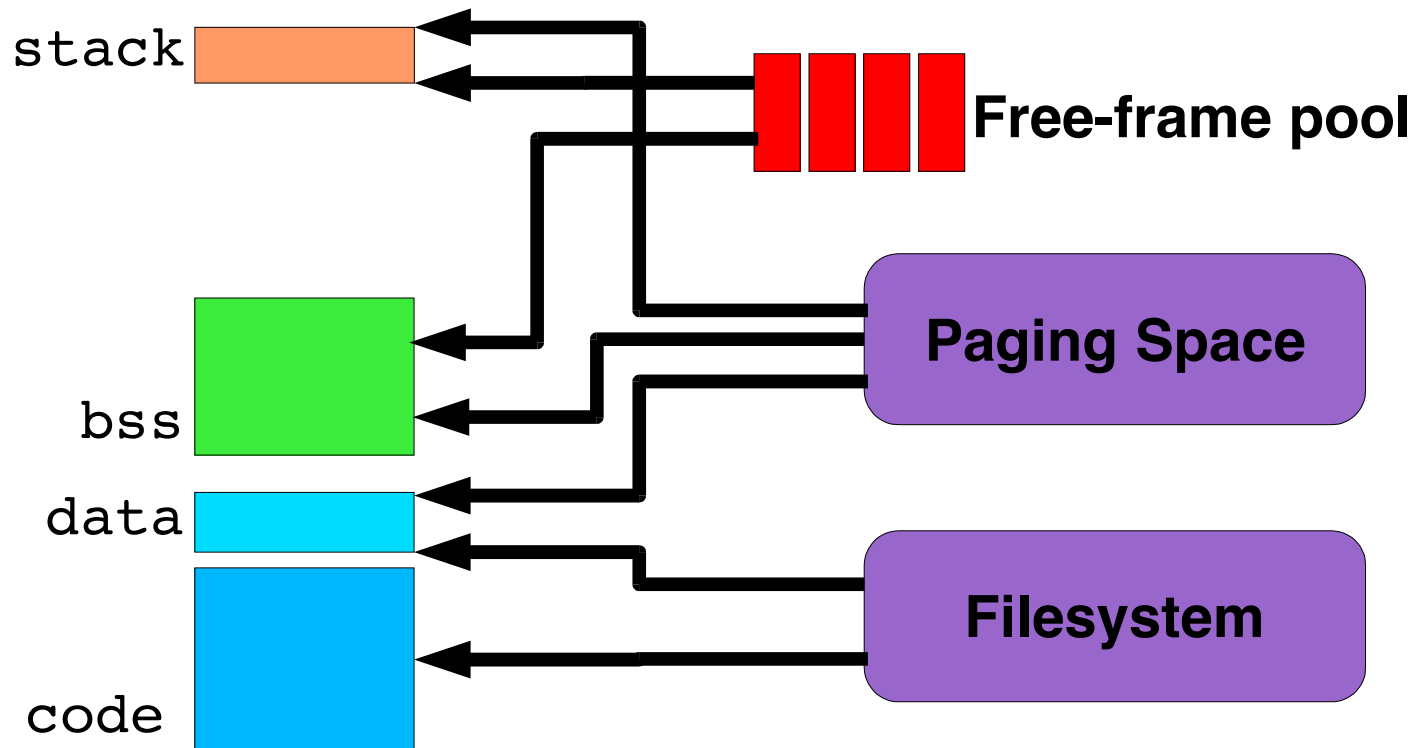 stack
Free-frame pool
Paging Space
bss
data
Filesystem
code